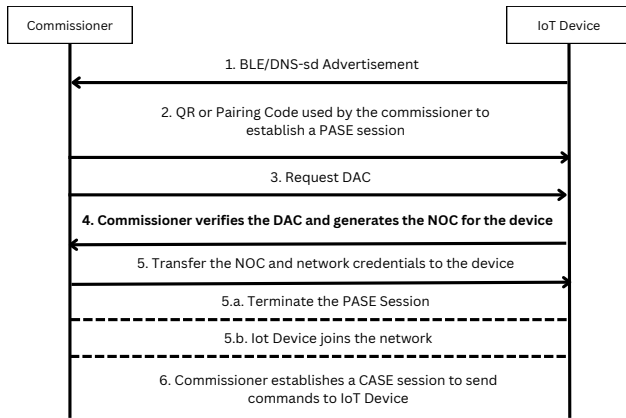 Commissioner
IoT Device
1. BLE/DNS-sd Advertisement
2. QR or Pairing Code used by the commissioner to
establish a PASE session
3. Request DAC
4. Commissioner verifies the DAC and generates the NOC for the device
5. Transfer the NOC and network credentials to the device
5.a. Terminate the PASE Session
5.b. Iot Device joins the network
6. Commissioner establishes a CASE session to send
commands to IoT Device